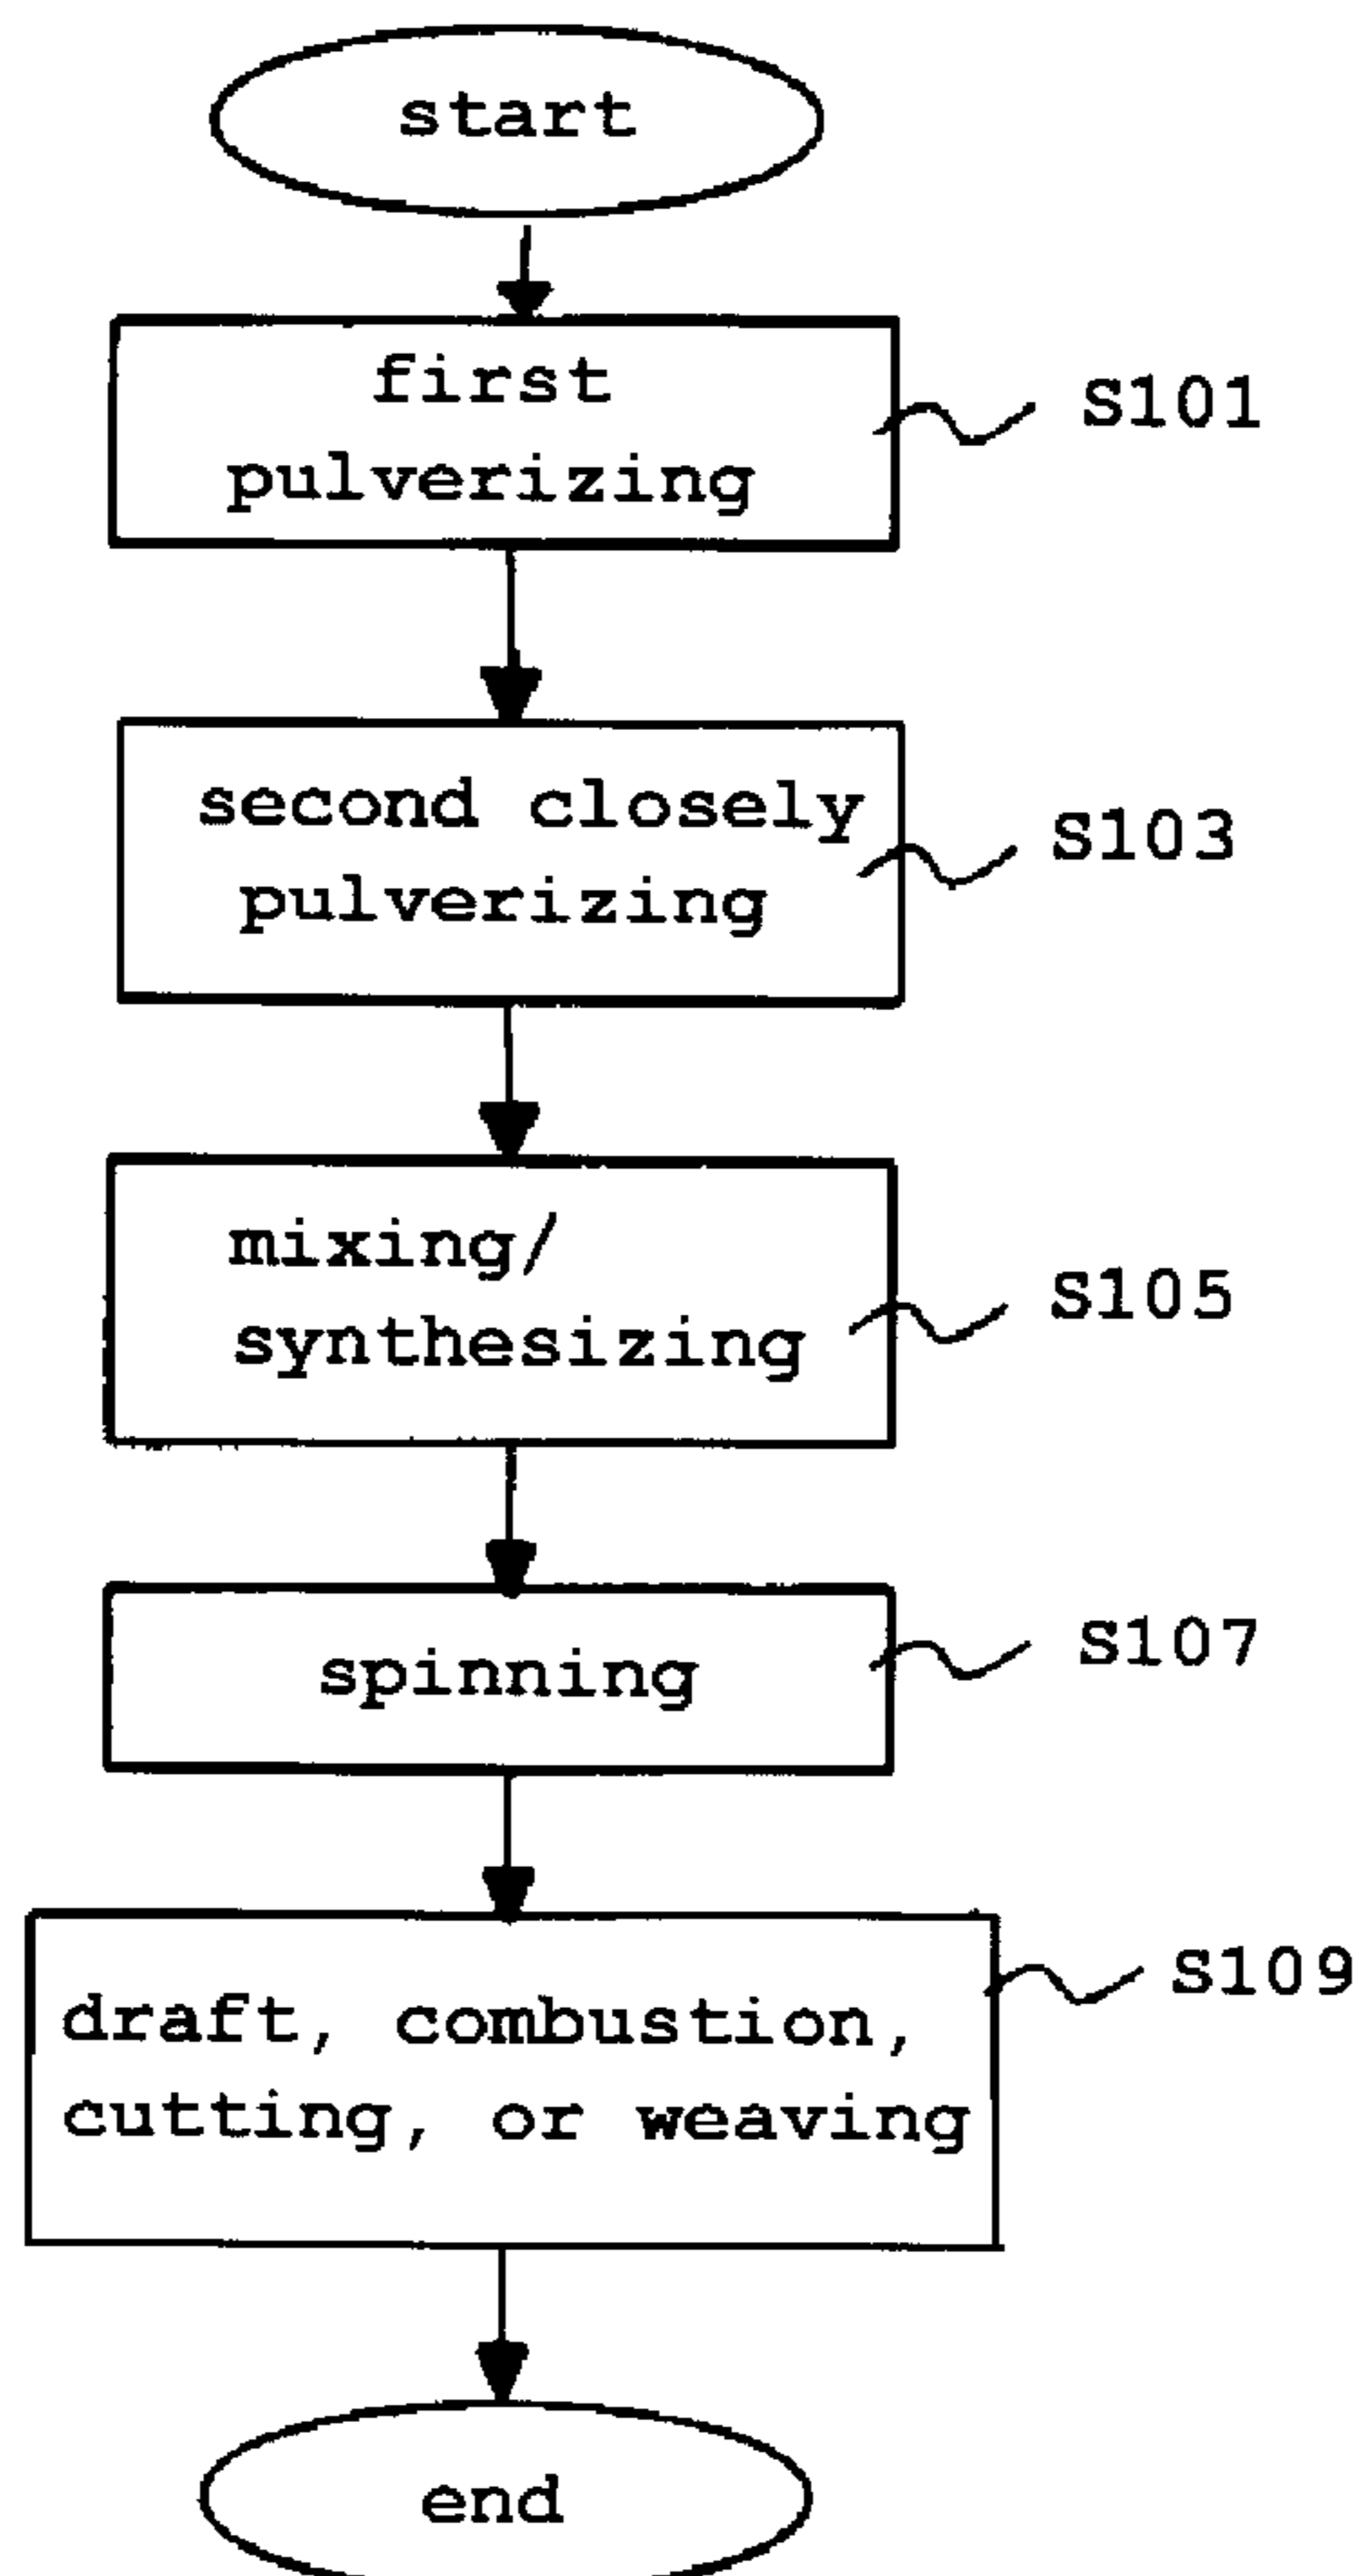 start
first
pulverizing
S101
second closely
pulverizing
S103
mixing/
synthesizing
S105
spinning
S107
draft, combustion,
cutting, or weaving
S109
end